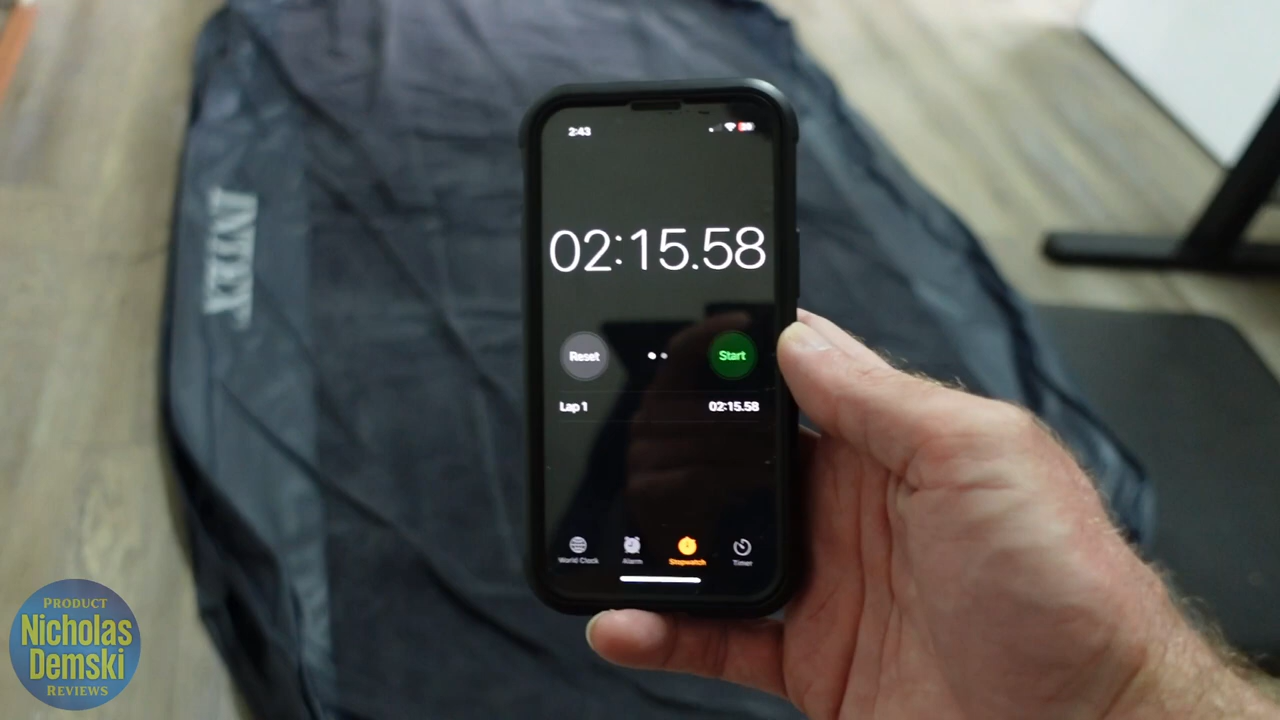 2:43
02:15.58
Reset
Start
Lap 1 02:15.58
World Clock Alarm Stopwatch Timer
INTEX
PRODUCT
Nicholas
Demski
REVIEWS